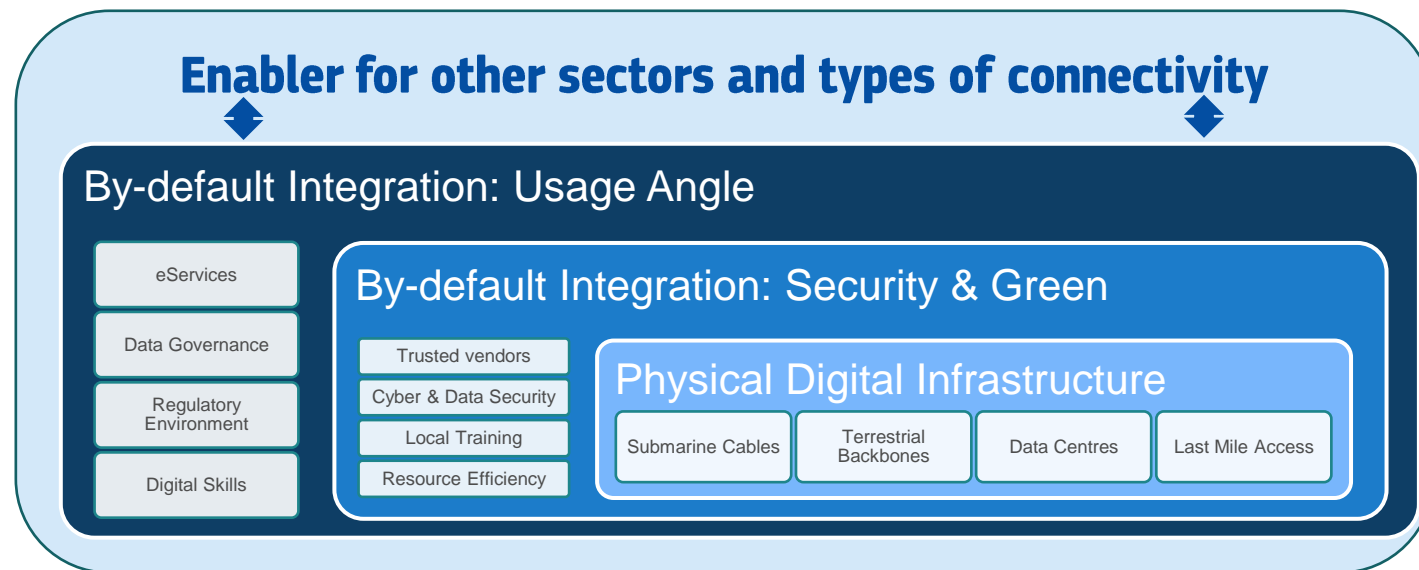 Enabler for other sectors and types of connectivity
By-default Integration: Usage Angle
eServices
Data Governance
Regulatory
Environment
Digital Skills
By-default Integration: Security & Green
Trusted vendors
Cyber & Data Security
Local Training
Resource Efficiency
Physical Digital Infrastructure
Submarine Cables
Terrestrial
Backbones
Data Centres
Last Mile Access